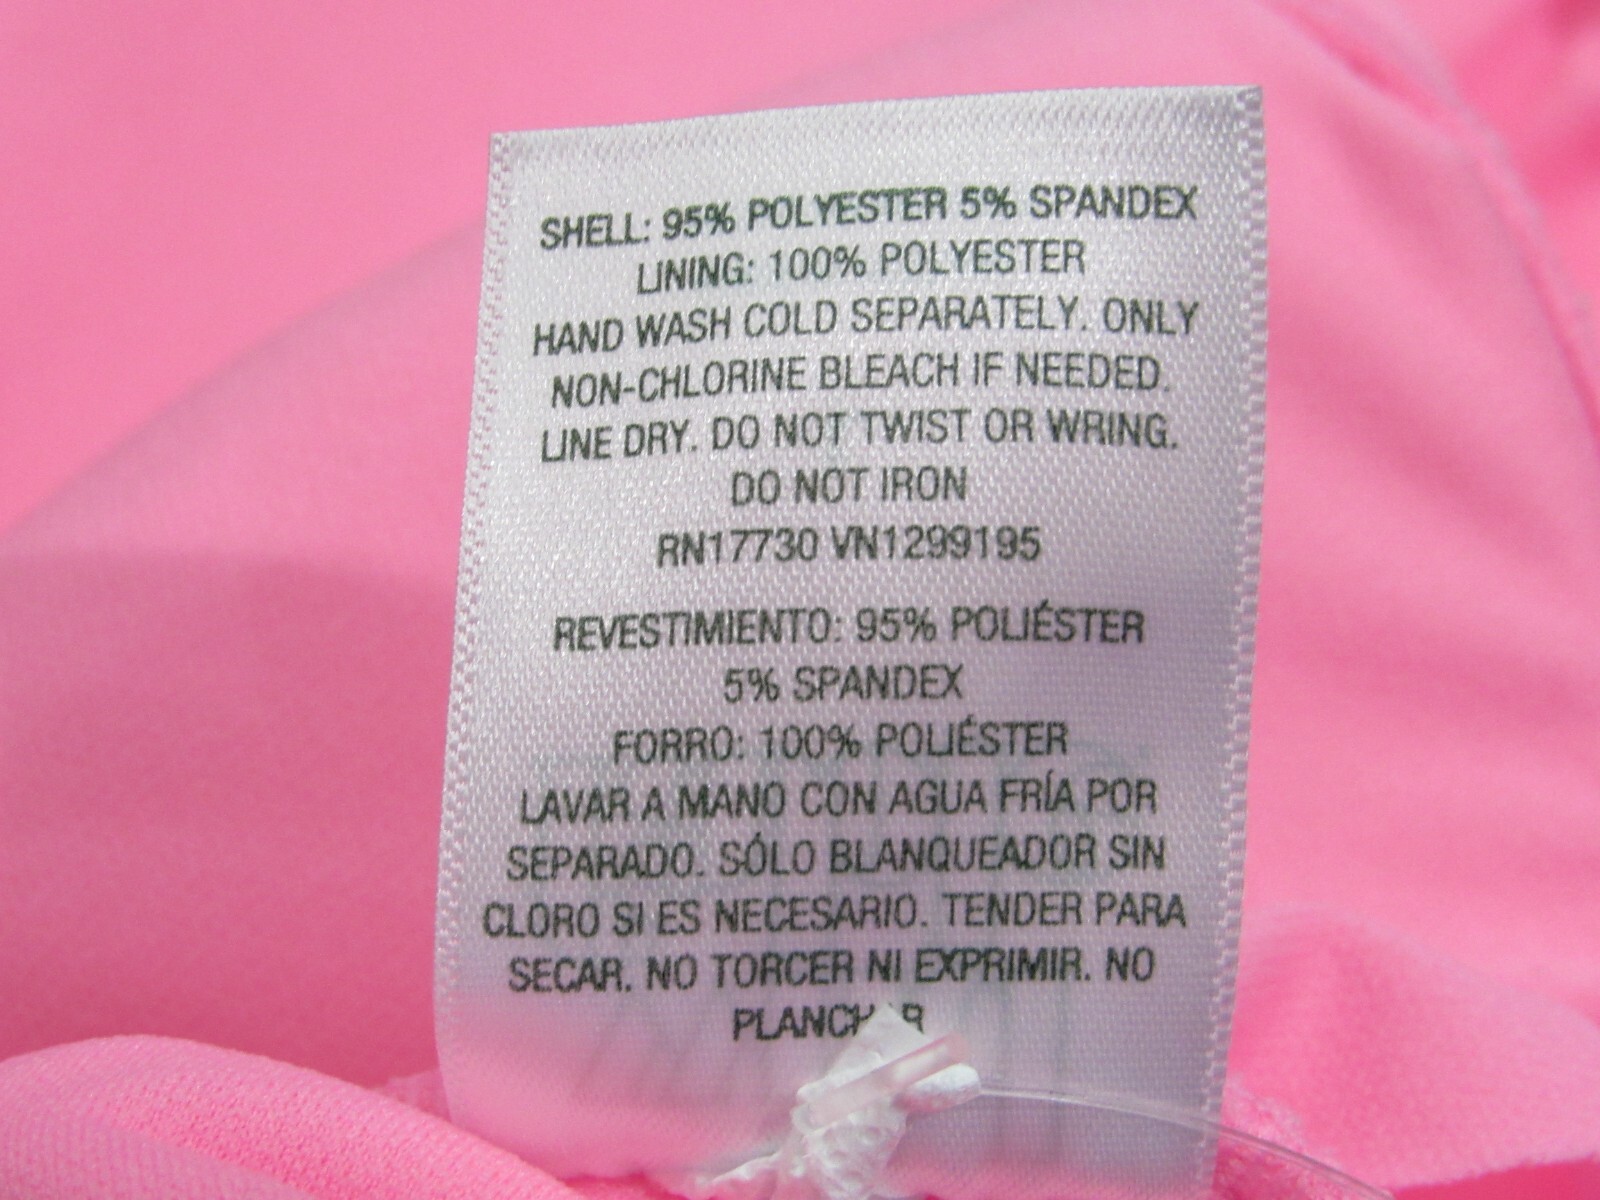 SHELL: 95% POLYESTER 5% SPANDEX
LINING: 100% POLYESTER
HAND WASH COLD SEPARATELY. ONLY
NON-CHLORINE BLEACH IF NEEDED.
LINE DRY. DO NOT TWIST OR WRING.
DO NOT IRON
RN17730 VN1299195
REVESTIMIENTO: 95% POLIÉSTER
5% SPANDEX
FORRO: 100% POLIÉSTER
LAVAR A MANO CON AGUA FRÍA POR
SEPARADO. SÓLO BLANQUEADOR SIN
CLORO SI ES NECESARIO. TENDER PARA
SECAR. NO TORCER NI EXPRIMIR. NO
PLANCHAR